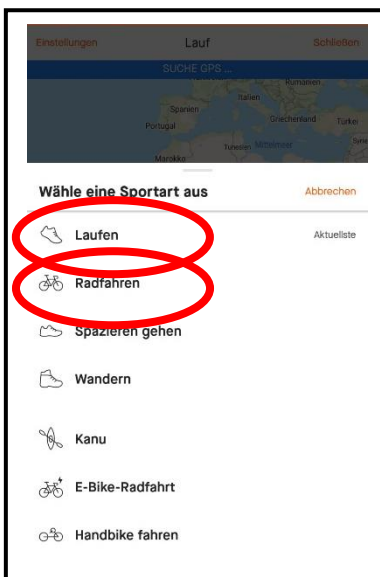 Einstellungen Lauf Schließen
SUCHE GPS ...
Rumänien
Italien
Spanien
Portugal
Griechenland Türkei
Tunesien Mittelmeer
Marokko
Wähle eine Sportart aus Abbrechen
Laufen Aktuellste
Radfahren
Spazieren gehen
Wandern
Kanu
E-Bike-Radfahrt
Handbike fahren